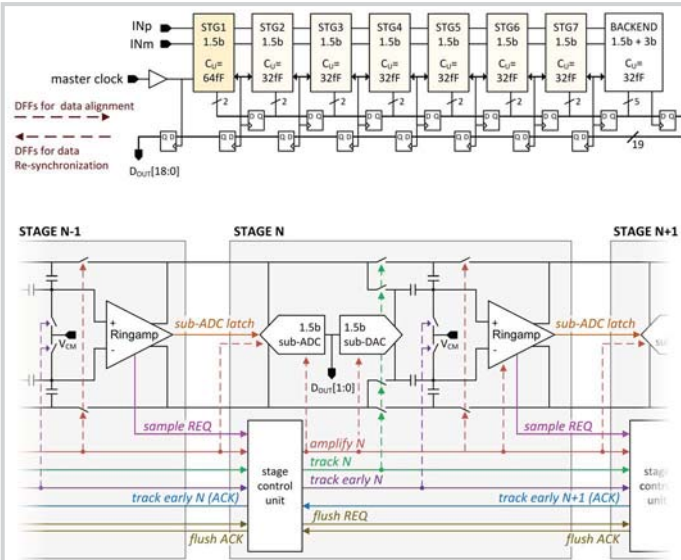 INp
INm
master clock
STG1 STG2 STG3 STG4 STG5 STG6 STG7 BACKEND
1.5b 1.5b 1.5b 1.5b 1.5b 1.5b 1.5b 1.5b + 3b
CU= CU= CU= CU= CU= CU= CU= CU=
64fF 32fF 32fF 32fF 32fF 32fF 32fF 32fF
2 2 2 2 2 2 2 5
DFFs for data alignment
D Q D Q D Q D Q D Q D Q D Q
Q D Q D Q D Q D Q D Q D Q D Q D
19
DFFs for data
Re-synchronization
DOUT[18:0]
STAGE N-1 STAGE N STAGE N+1
+ Ringamp -
VCM
sub-ADC latch
1.5b sub-ADC
1.5b sub-DAC
DOUT[1:0]
VCM
+ Ringamp -
sub-ADC latch
sample REQ
amplify N
sample REQ
track N
track early N
stage control unit
track early N (ACK)
track early N+1 (ACK)
flush REQ
flush ACK
flush ACK